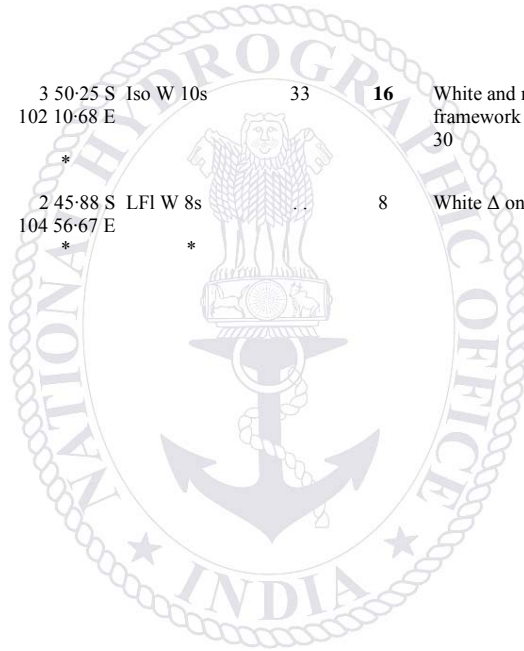 3 50·25 S Iso W 10s 33 16 White and
102 10·68 E framework
30
*
2 45·88 S LFl W 8s . . 8 White Δ on
104 56·67 E
* *
NATIONAL HYDROGRAPHIC OFFICE
INDIA